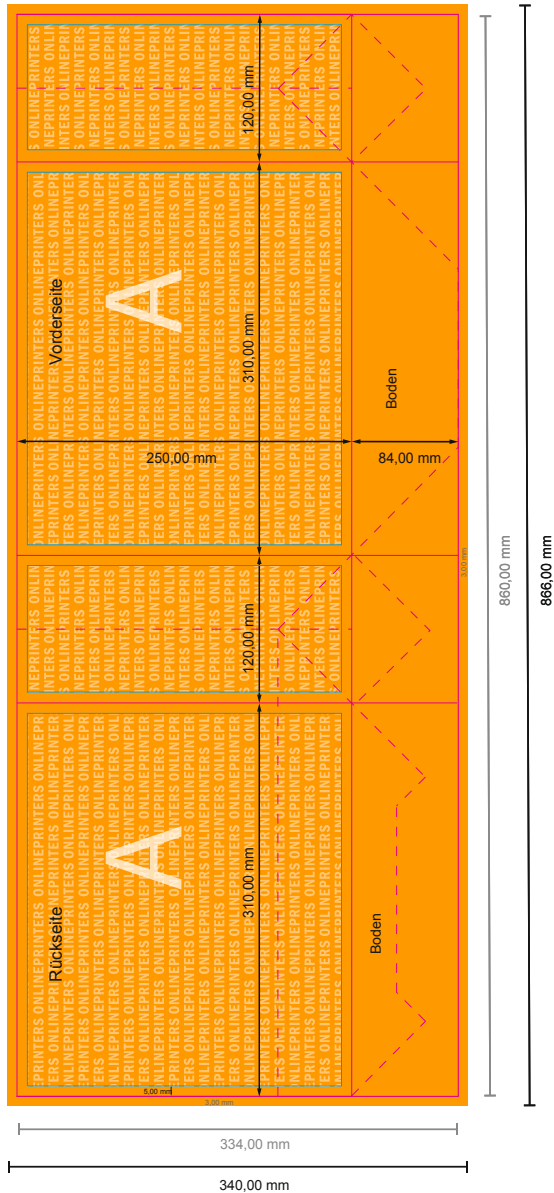 120,00 mm
Vorderseite
A
310,00 mm
Boden
250,00 mm
84,00 mm
3,00 mm
860,00 mm
866,00 mm
120,00 mm
Rückseite
A
310,00 mm
Boden
5,00 mm
3,00 mm
334,00 mm
340,00 mm
ONLINEPRINTERS ONLINEPRINTERS ONLINEPRINTERS